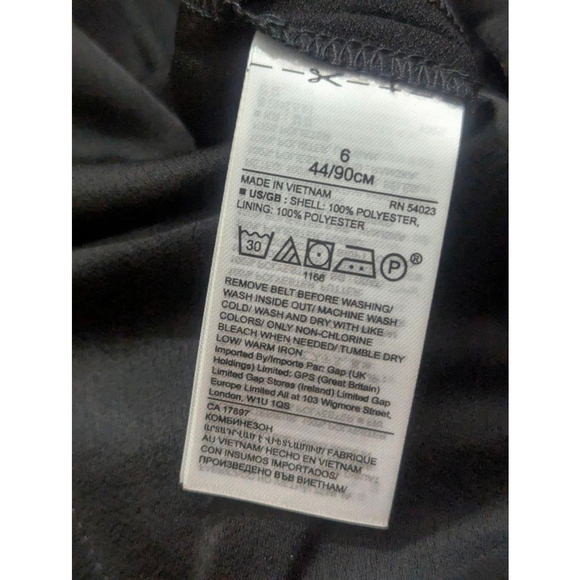 6
44/90CM
MADE IN VIETNAM RN 54023
■ US/GB : SHELL: 100% POLYESTER,
LINING: 100% POLYESTER
30 P ®
1166
REMOVE BELT BEFORE WASHING/
WASH INSIDE OUT/ MACHINE WASH
COLD/ WASH AND DRY WITH LIKE
COLORS/ ONLY NON-CHLORINE
BLEACH WHEN NEEDED/ TUMBLE DRY
LOW/ WARM IRON
Imported By/Importe Par: Gap (UK
Holdings) Limited: GPS (Great Britain)
Limited Gap Stores (Ireland) Limited Gap
Europe Limited All at 103 Wigmore Street,
London, W1U 1QS
CA 17897
КОМБИНЕЗОН
ԱՐՏԱԴՐՎԱԾ Է ՎԻԵՏՆԱՄՈՒՄ/ FABRIQUE
AU VIETNAM/ HECHO EN VIETNAM
CON INSUMOS IMPORTADOS/
ПРОИЗВЕДЕНО ВЪВ ВИЕТНАМ/